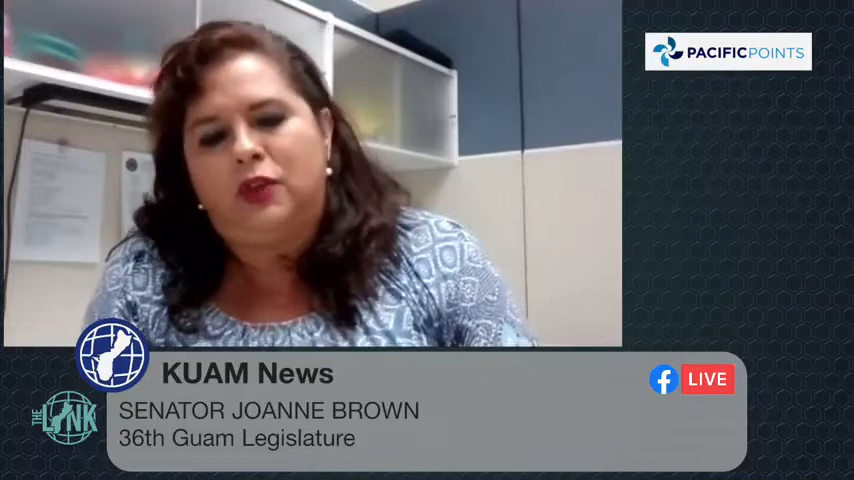 PACIFICPOINTS
KUAM News
LIVE
THE LINK
SENATOR JOANNE BROWN
36th Guam Legislature